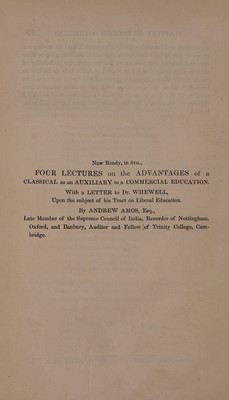 Now Ready, in 8vo.,
FOUR LECTURES on the ADVANTAGES of a
CLASSICAL as an AUXILIARY to a COMMERCIAL EDUCATION.
With a LETTER to Dr. WHEWELL,
Upon the subject of his Tract on Liberal Education.
By ANDREW AMOS, Esq.,
Late Member of the Supreme Council of India, Recorder of Nottingham,
Oxford, and Banbury, Auditor and Fellow of Trinity College, Cam-
bridge.